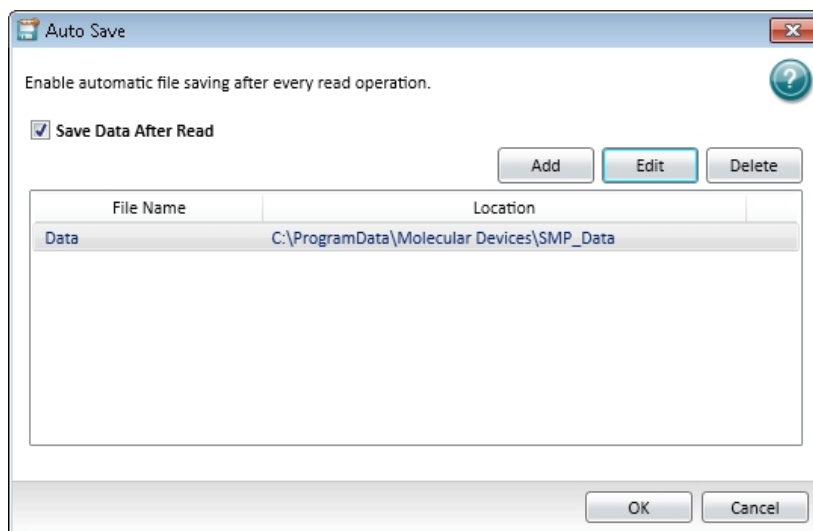 Auto Save
Enable automatic file saving after every read operation.
?
Save Data After Read
Add Edit Delete
File Name Location
Data C:\ProgramData\Molecular Devices\SMP_Data
OK Cancel